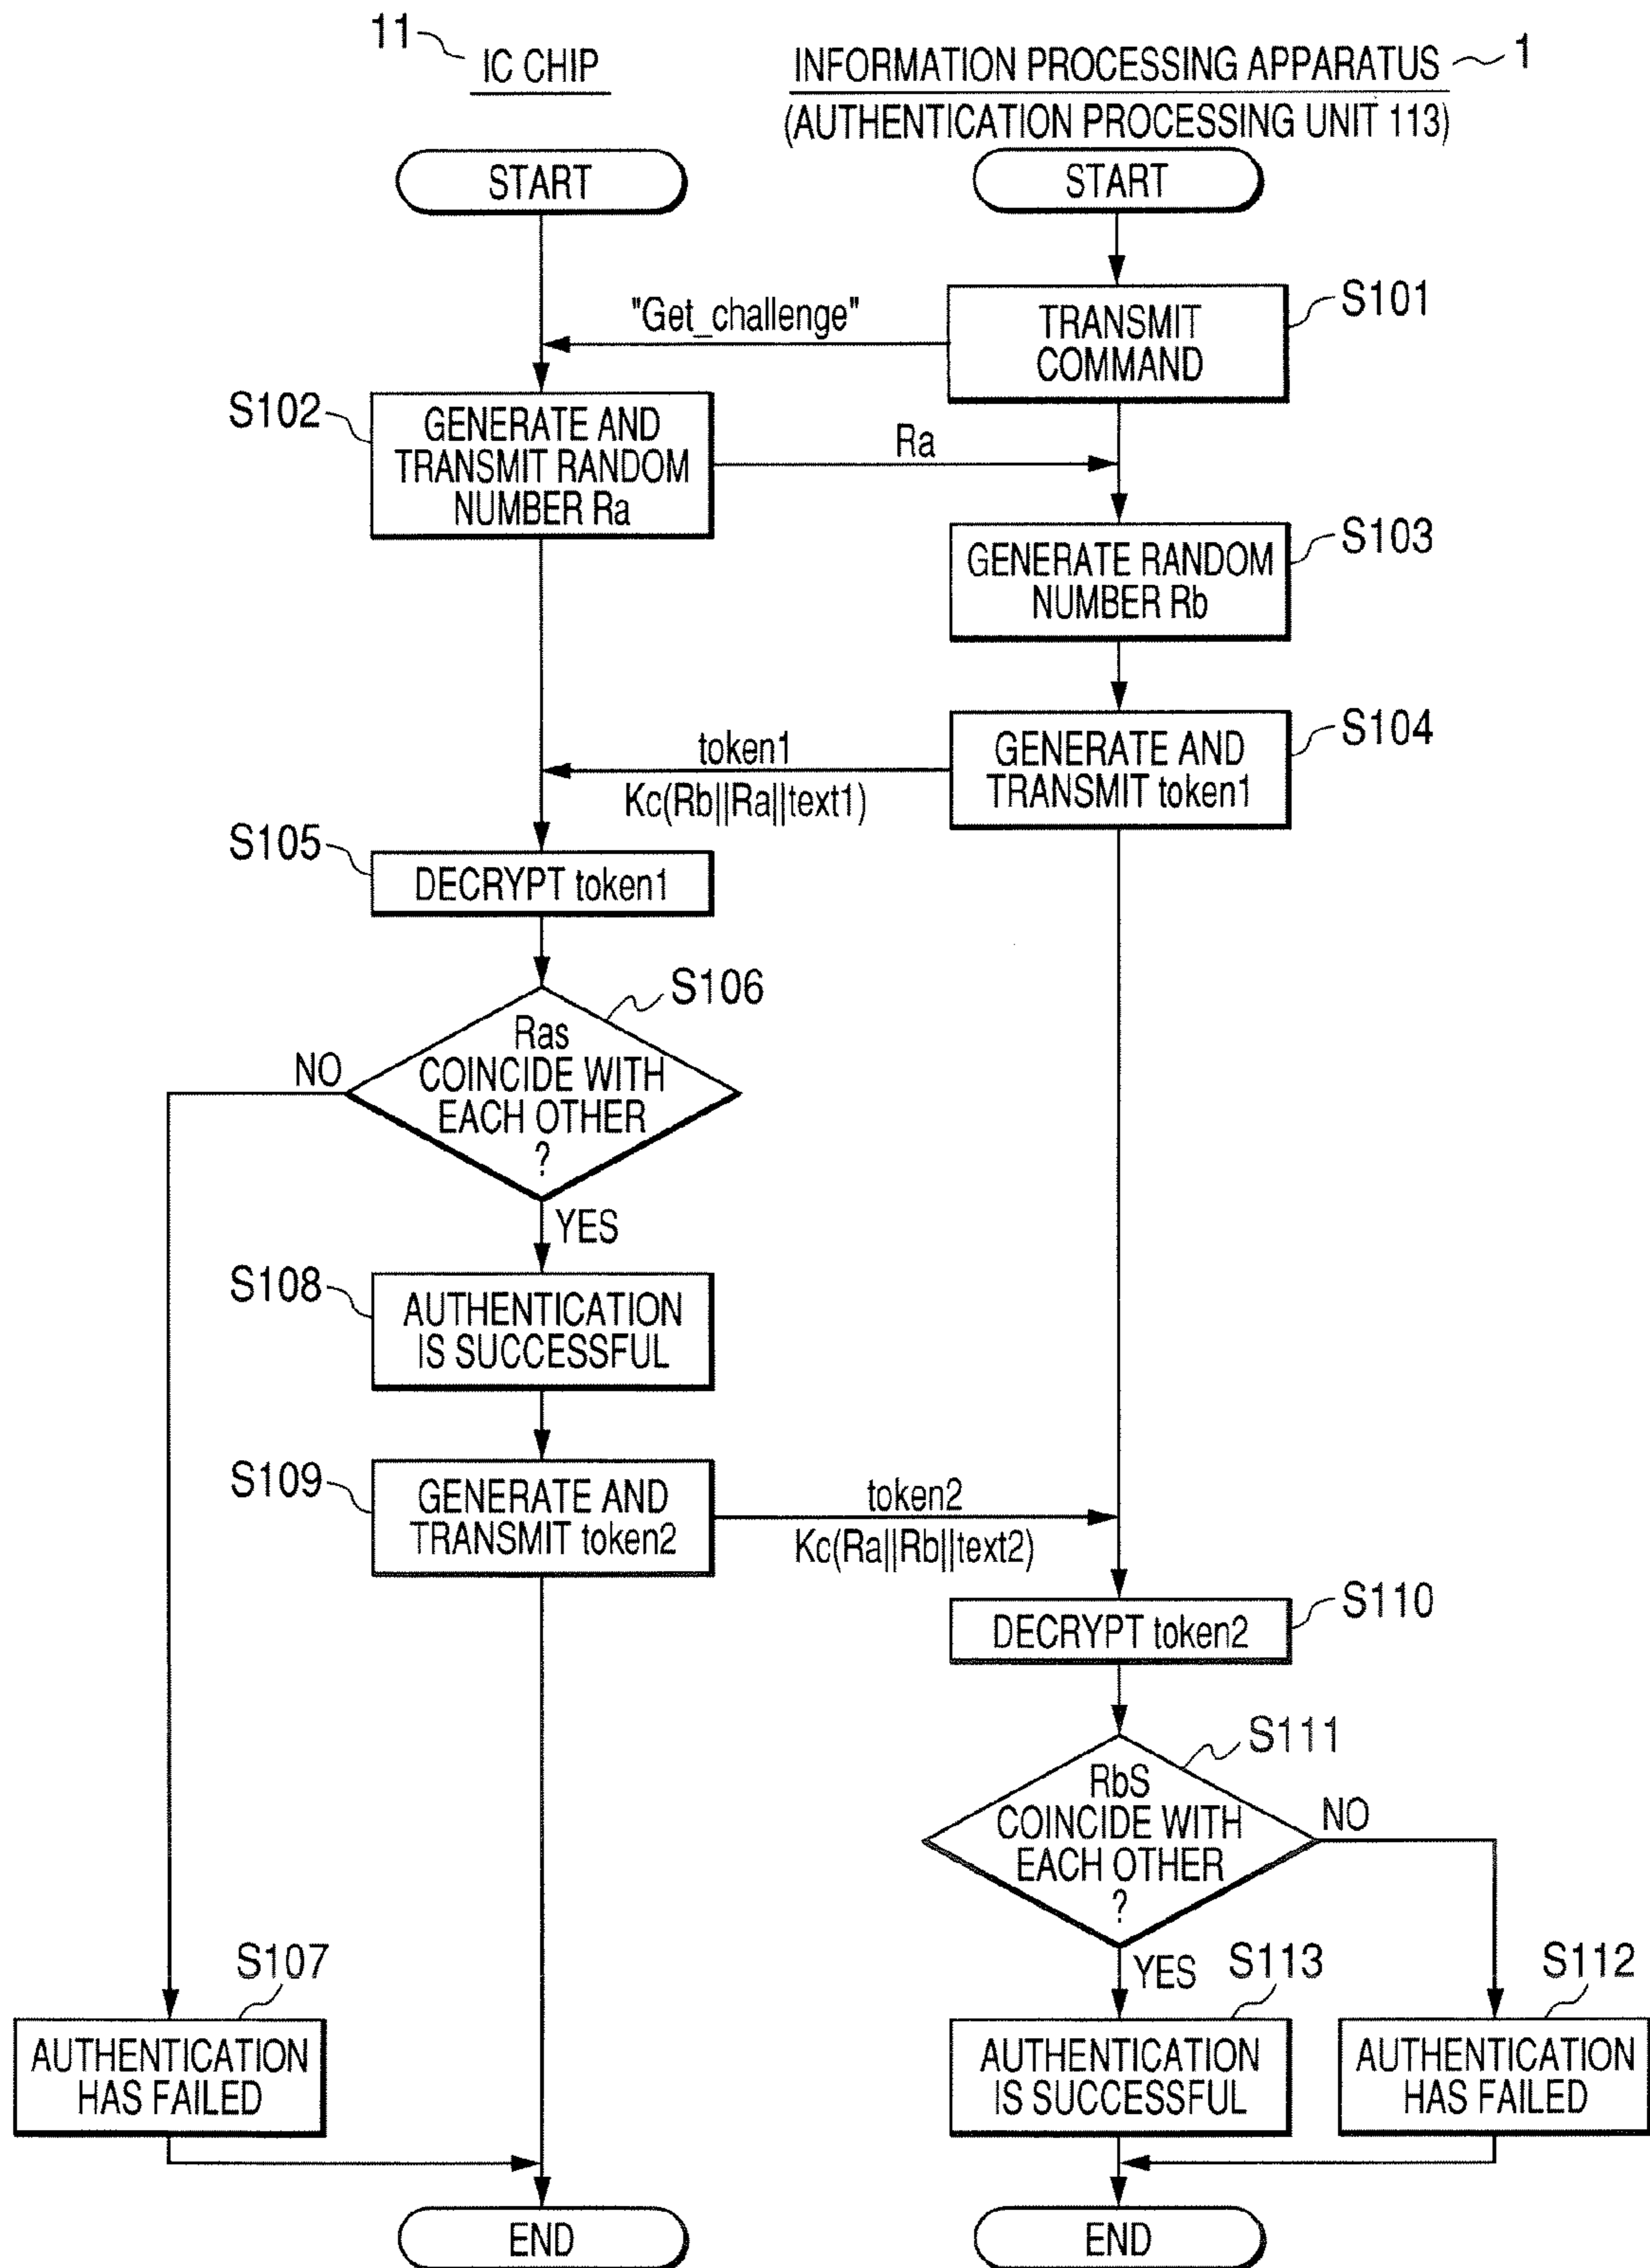 11
IC CHIP
INFORMATION PROCESSING APPARATUS
1
(AUTHENTICATION PROCESSING UNIT 113)
START
START
"Get_challenge"
TRANSMIT
COMMAND
S101
S102
GENERATE AND
TRANSMIT RANDOM
NUMBER Ra
Ra
S103
GENERATE RANDOM
NUMBER Rb
S104
GENERATE AND
TRANSMIT token1
token1
Kc(Rb||Ra||text1)
S105
DECRYPT token1
S106
Ras
COINCIDE WITH
EACH OTHER
?
NO
YES
S108
AUTHENTICATION
IS SUCCESSFUL
S109
GENERATE AND
TRANSMIT token2
token2
Kc(Ra||Rb||text2)
S110
DECRYPT token2
S111
RbS
COINCIDE WITH
EACH OTHER
?
NO
YES
S107
AUTHENTICATION
HAS FAILED
S113
AUTHENTICATION
IS SUCCESSFUL
S112
AUTHENTICATION
HAS FAILED
END
END